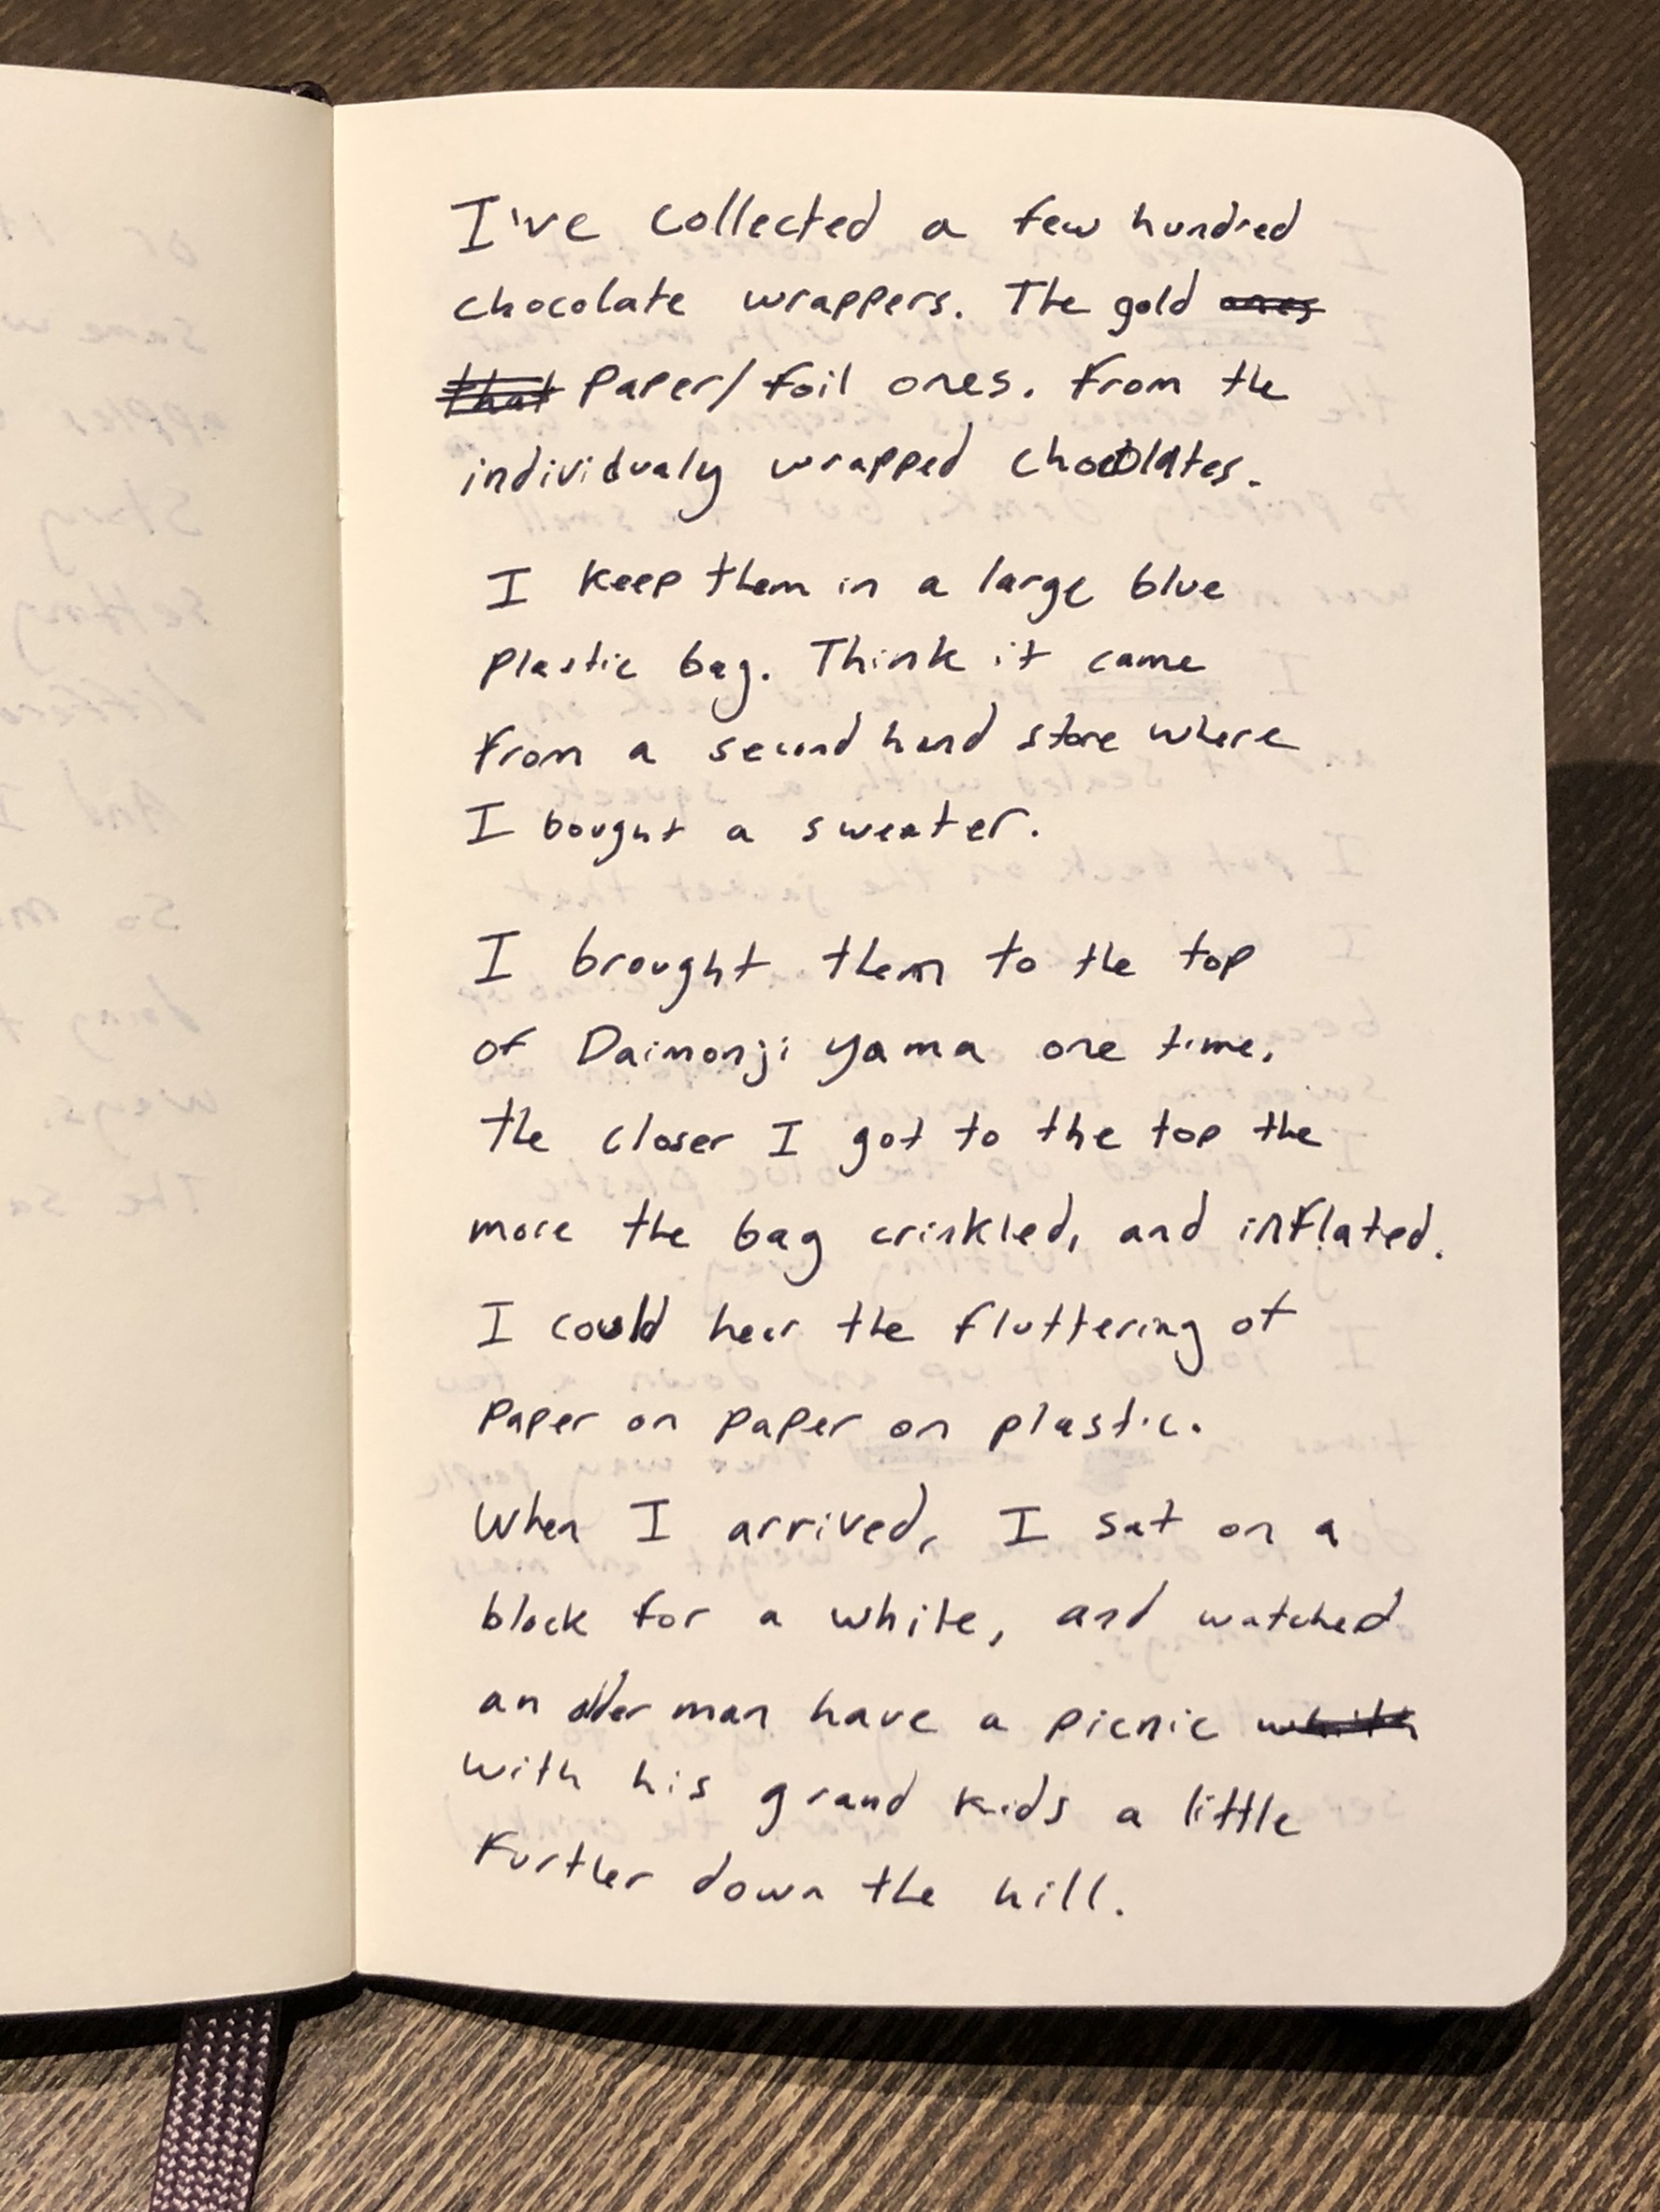 I've collected a few hundred
chocolate wrappers. The gold ones
that paper/foil ones. From the
individualy wrapped chocolates.
I keep them in a large blue
plastic bag. Think it came
from a second hand store where
I bought a sweater.
I brought them to the top
of Daimonji yama one time.
the closer I got to the top the
more the bag crinkled, and inflated.
I could hear the fluttering of
paper on paper on plastic.
When I arrived, I sat on a
block for a while, and watched
an older man have a picnic
with his grand kids a little
further down the hill.